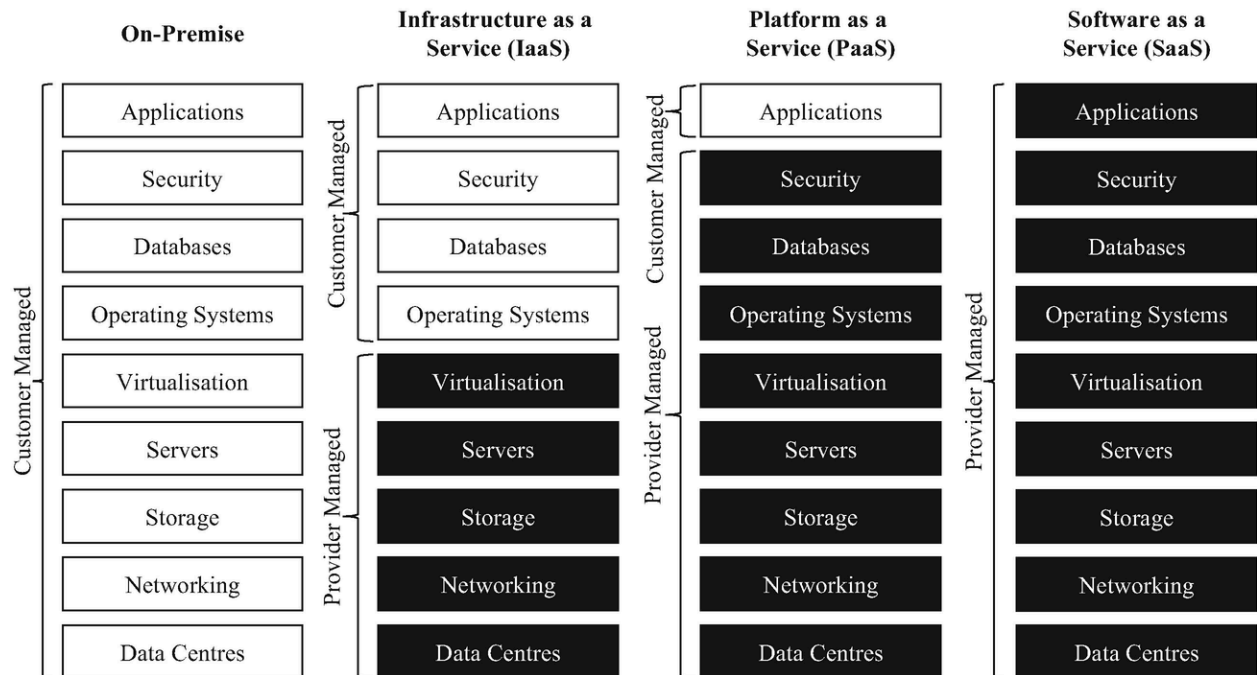 On-Premise
Infrastructure as a
Service (IaaS)
Platform as a
Service (PaaS)
Software as a
Service (SaaS)
Customer Managed
Applications
Security
Databases
Operating Systems
Virtualisation
Servers
Storage
Networking
Data Centres
Customer Managed
Provider Managed
Applications
Security
Databases
Operating Systems
Virtualisation
Servers
Storage
Networking
Data Centres
Customer Managed
Provider Managed
Applications
Security
Databases
Operating Systems
Virtualisation
Servers
Storage
Networking
Data Centres
Provider Managed
Applications
Security
Databases
Operating Systems
Virtualisation
Servers
Storage
Networking
Data Centres